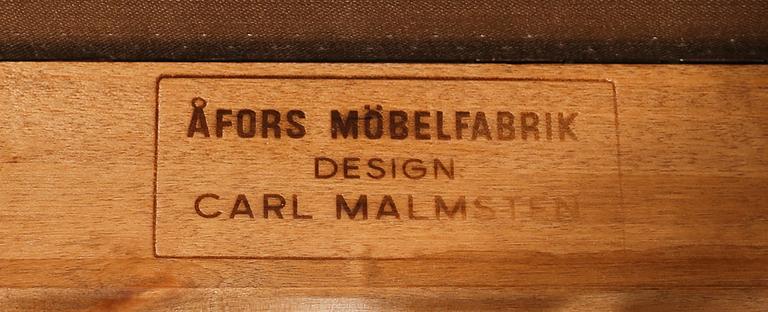 ÅFORS MÖBELFABRIK
DESIGN
CARL MALMSTEN